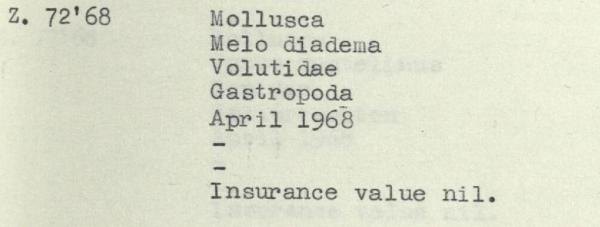 Z. 72'68 Mollusca
Melo diadema
Volutidae
Gastropoda
April 1968
-
-
Insurance value nil.